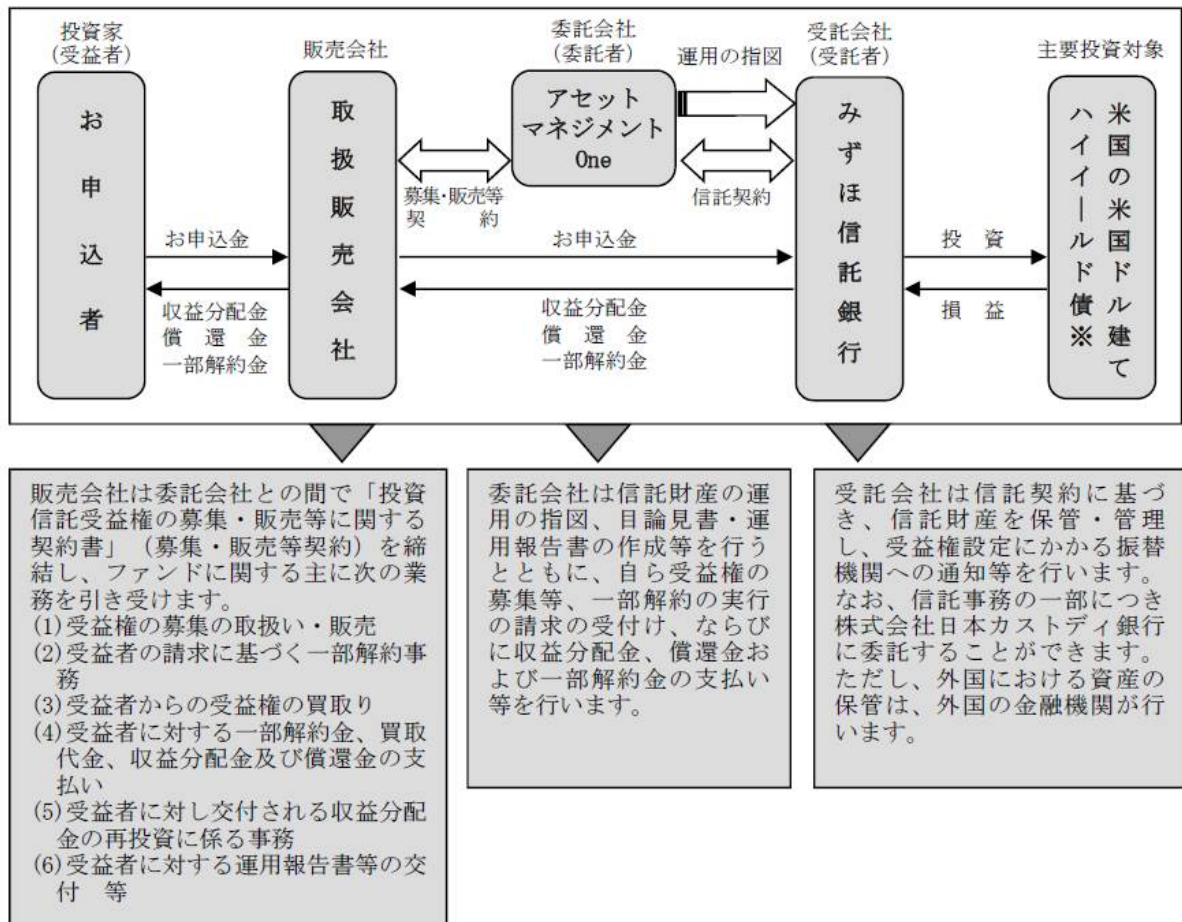 投資家
(受益者)
お申込者
販売会社
取扱販売会社
委託会社
(委託者)
アセット
マネジメント
One
運用の指図
受託会社
(受託者)
みずほ信託銀行
主要投資対象
米国の米国ドル建て
ハイイールド債※
募集・販売等
契　約
信託契約
お申込金
収益分配金
償　還　金
一部解約金
お申込金
収益分配金
償　還　金
一部解約金
投　資
損　益
販売会社は委託会社との間で「投資
信託受益権の募集・販売等に関する
契約書」（募集・販売等契約）を締
結し、ファンドに関する主に次の業
務を引き受けます。
(1)受益権の募集の取扱い・販売
(2)受益者の請求に基づく一部解約事
務
(3)受益者からの受益権の買取り
(4)受益者に対する一部解約金、買取
代金、収益分配金及び償還金の支
払い
(5)受益者に対し交付される収益分配
金の再投資に係る事務
(6)受益者に対する運用報告書等の交
付　等
委託会社は信託財産の運
用の指図、目論見書・運
用報告書の作成等を行う
とともに、自ら受益権の
募集等、一部解約の実行
の請求の受付け、ならび
に収益分配金、償還金お
よび一部解約金の支払い
等を行います。
受託会社は信託契約に基づ
き、信託財産を保管・管理
し、受益権設定にかかる振替
機関への通知等を行います。
なお、信託事務の一部につき
株式会社日本カストディ銀行
に委託することができます。
ただし、外国における資産の
保管は、外国の金融機関が行
います。